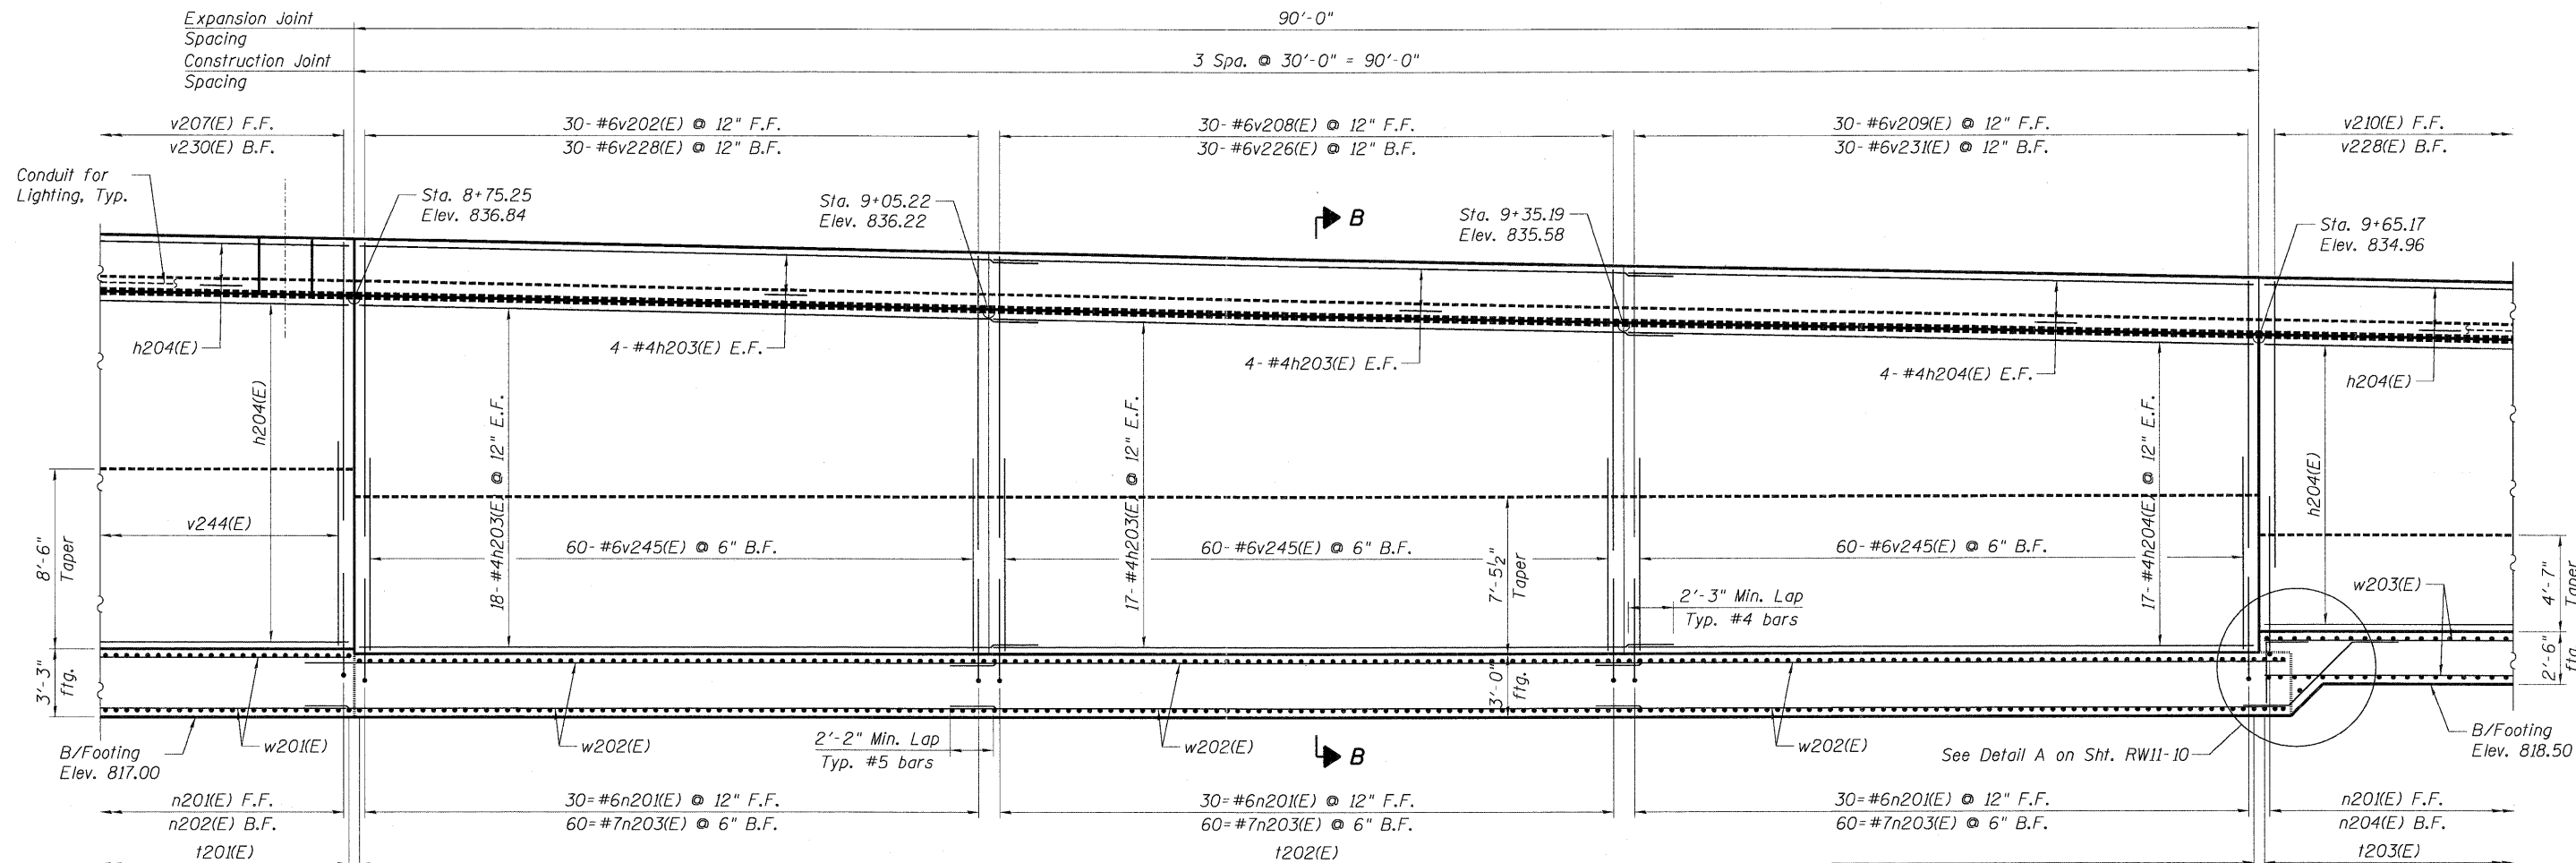 Expansion Joint
Spacing
90'-0"
Construction Joint
Spacing
3 Spa. @ 30'-0" = 90'-0"
v207(E) F.F.
v230(E) B.F.
30- #6v202(E) @ 12" F.F.
30- #6v228(E) @ 12" B.F.
30- #6v208(E) @ 12" F.F.
30- #6v226(E) @ 12" B.F.
30- #6v209(E) @ 12" F.F.
30- #6v231(E) @ 12" B.F.
v210(E) F.F.
v228(E) B.F.
Conduit for
Lighting, Typ.
Sta. 8+75.25
Elev. 836.84
Sta. 9+05.22
Elev. 836.22
B
Sta. 9+35.19
Elev. 835.58
Sta. 9+65.17
Elev. 834.96
h204(E)
4- #4h203(E) E.F.
4- #4h203(E) E.F.
4- #4h204(E) E.F.
h204(E)
h204(E)
18- #4h203(E) @ 12" E.F.
17- #4h203(E) @ 12" E.F.
17- #4h204(E) @ 12" E.F.
h204(E)
v244(E)
8'-6"
Taper
60- #6v245(E) @ 6" B.F.
60- #6v245(E) @ 6" B.F.
7'-5½"
Taper
60- #6v245(E) @ 6" B.F.
2'-3" Min. Lap
Typ. #4 bars
w203(E)
4'-7"
Taper
3'-3"
ftg.
3'-0"
ftg.
2'-6"
ftg.
B/Footing
Elev. 817.00
w201(E)
w202(E)
2'-2" Min. Lap
Typ. #5 bars
w202(E)
B
w202(E)
See Detail A on Sht. RW11-10
B/Footing
Elev. 818.50
n201(E) F.F.
n202(E) B.F.
30=#6n201(E) @ 12" F.F.
60=#7n203(E) @ 6" B.F.
30=#6n201(E) @ 12" F.F.
60=#7n203(E) @ 6" B.F.
30=#6n201(E) @ 12" F.F.
60=#7n203(E) @ 6" B.F.
n201(E) F.F.
n204(E) B.F.
t201(E)
t202(E)
t203(E)